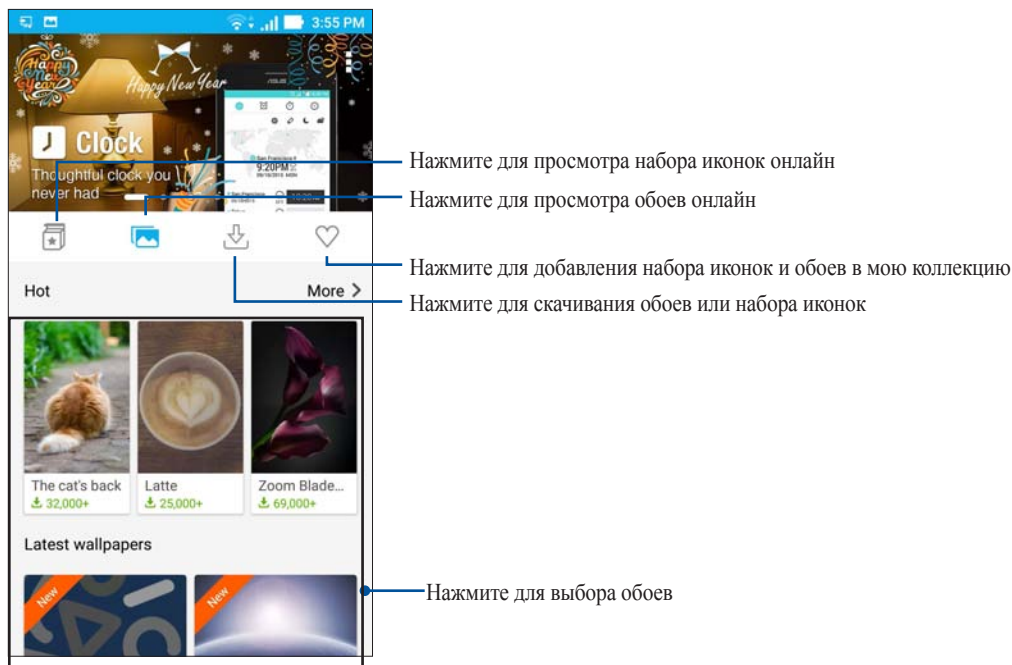 3:55 PM
Happy New Year
Happy New Year
ASUS
Clock
Thoughtful clock you
never had
San Francisco
9:20PM
Нажмите для просмотра набора иконок онлайн
Нажмите для просмотра обоев онлайн
Нажмите для добавления набора иконок и обоев в мою коллекцию
Нажмите для скачивания обоев или набора иконок
Hot
More >
The cat's back
Latte
Zoom Blade...
32,000+
25,000+
69,000+
Latest wallpapers
New
New
Нажмите для выбора обоев